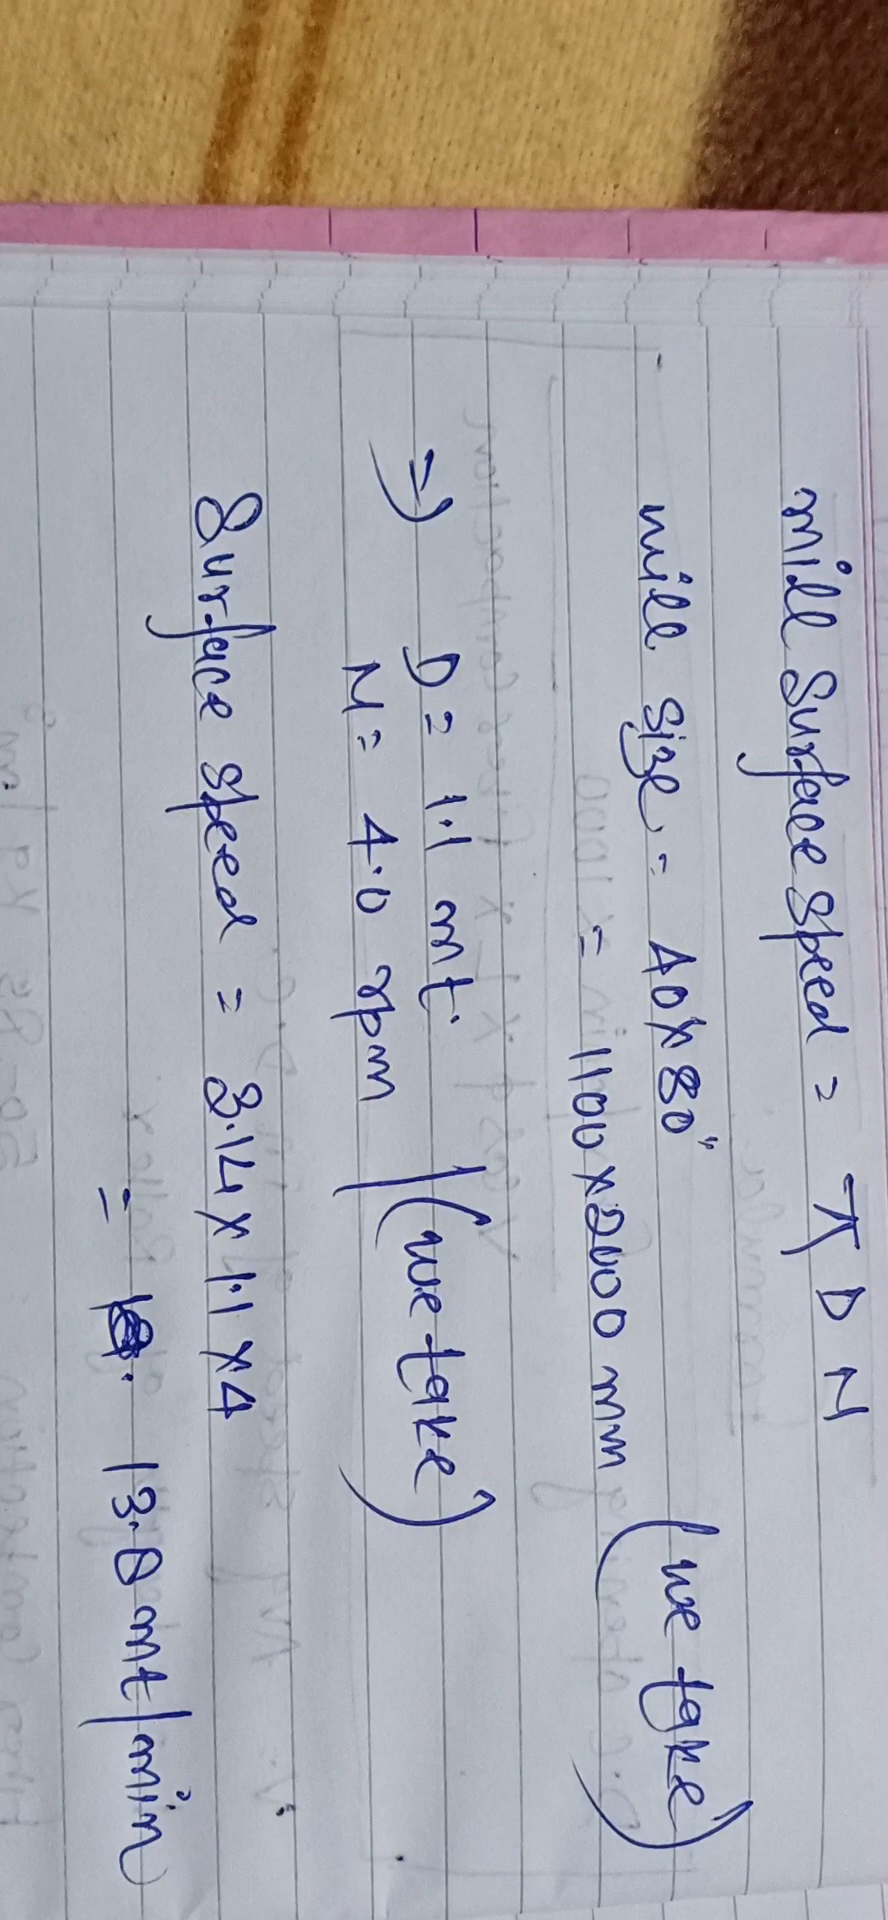 mill Surface Speed = π D N
mill size = 40 × 80" (we take)
= 1100 × 2000 mm
=> D = 1.1 mt. (we take)
N = 4.0 rpm
Surface speed = 3.14 × 1.1 × 4
= 13.8 mt/min